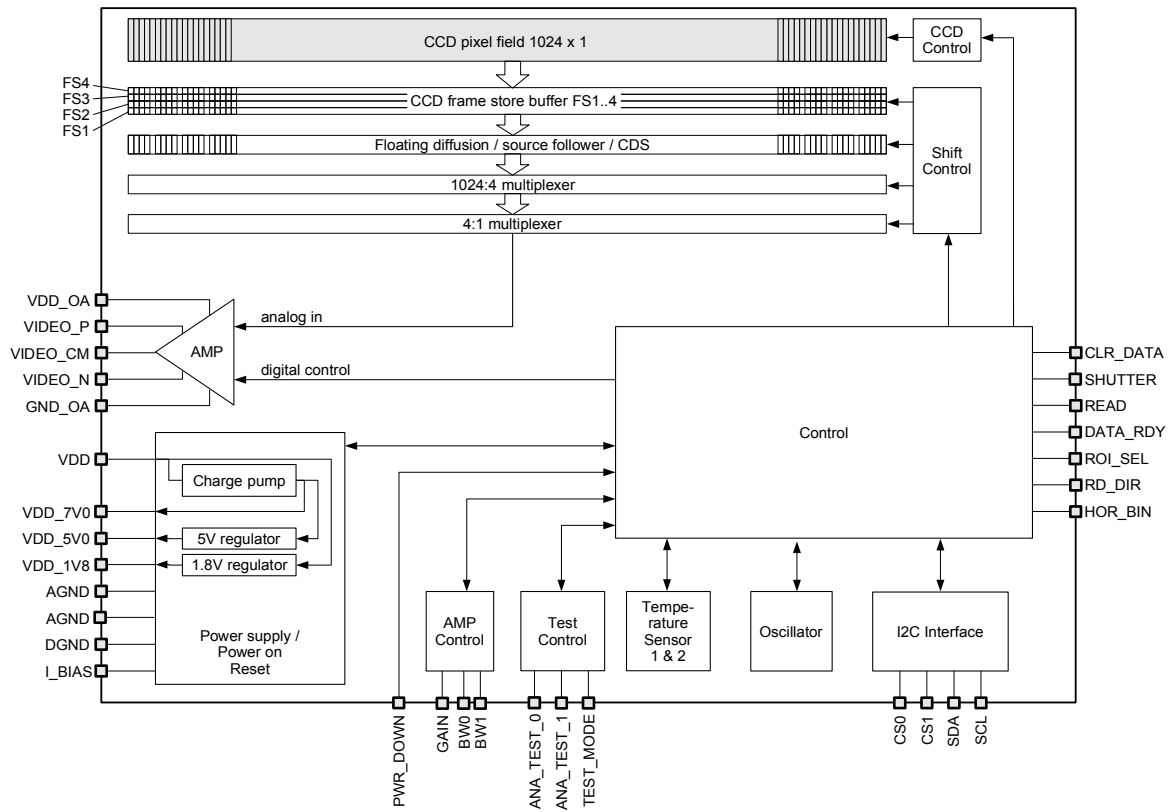 CCD pixel field 1024 x 1
CCD
Control
FS4
FS3
FS2
FS1
CCD frame store buffer FS1..4
Floating diffusion / source follower / CDS
Shift
Control
1024:4 multiplexer
4:1 multiplexer
VDD_OA
VIDEO_P
VIDEO_CM
VIDEO_N
GND_OA
AMP
analog in
digital control
Control
CLR_DATA
SHUTTER
READ
DATA_RDY
ROI_SEL
RD_DIR
HOR_BIN
VDD
VDD_7V0
VDD_5V0
VDD_1V8
AGND
AGND
DGND
I_BIAS
Charge pump
5V regulator
1.8V regulator
Power supply /
Power on
Reset
AMP
Control
Test
Control
Tempe-
rature
Sensor
1 & 2
Oscillator
I2C Interface
PWR_DOWN
GAIN
BW0
BW1
ANA_TEST_0
ANA_TEST_1
TEST_MODE
CS0
CS1
SDA
SCL